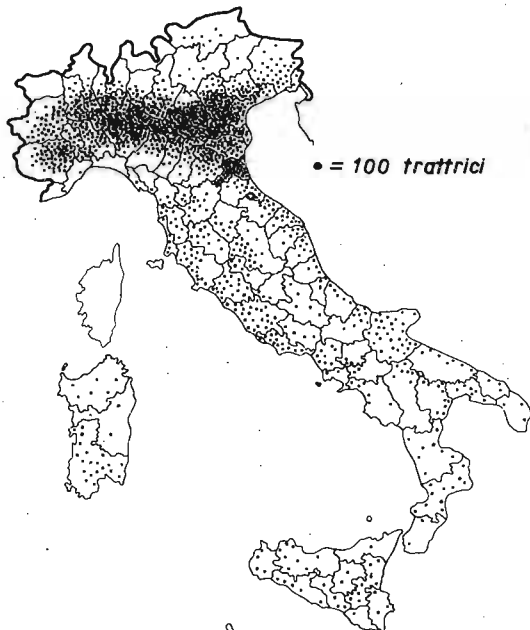 • = 100 trattrici